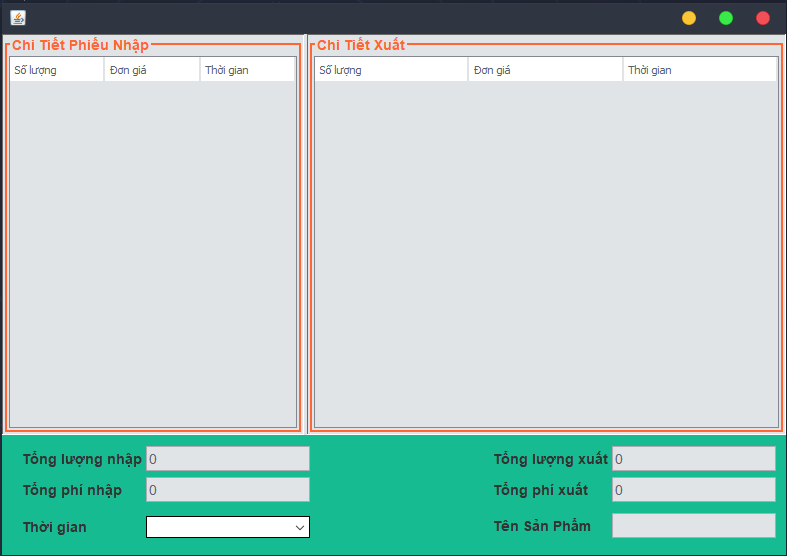 Chi Tiết Phiếu Nhập
Số lượng Đơn giá Thời gian
Chi Tiết Xuất
Số lượng Đơn giá Thời gian
Tổng lượng nhập 0
Tổng phí nhập 0
Thời gian
Tổng lượng xuất 0
Tổng phí xuất 0
Tên Sản Phẩm